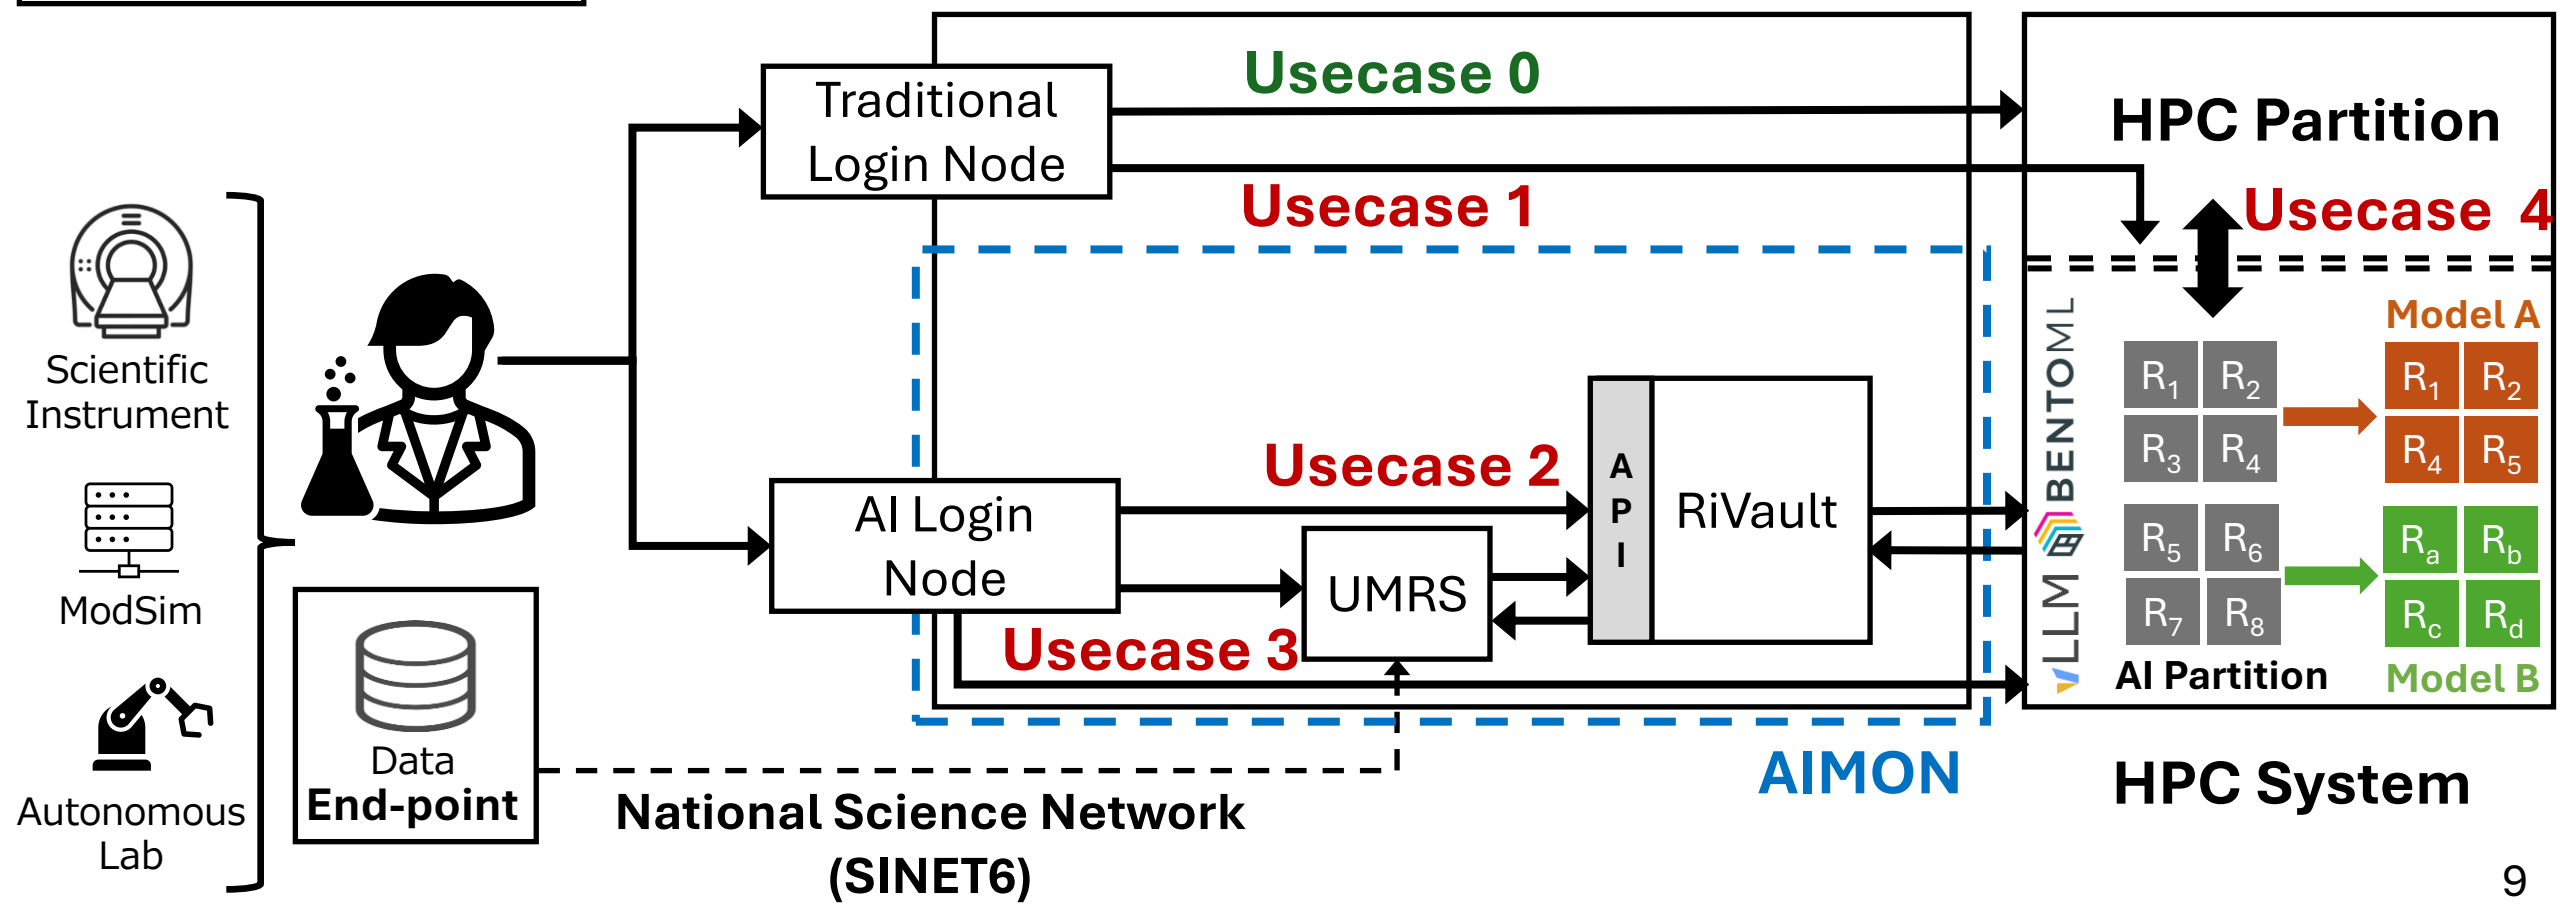 Usecase 0
Traditional
Login Node
HPC Partition
Usecase 1
Usecase 4
Scientific
Instrument
ModSim
Autonomous
Lab
Data
End-point
National Science Network
(SINET6)
AI Login
Node
Usecase 2
Usecase 3
UMRS
A
P
I
RiVault
AIMON
vLLM
BENTOML
R1 R2
R3 R4
R5 R6
R7 R8
AI Partition
Model A
R1 R2
R4 R5
Ra Rb
Rc Rd
Model B
HPC System
9